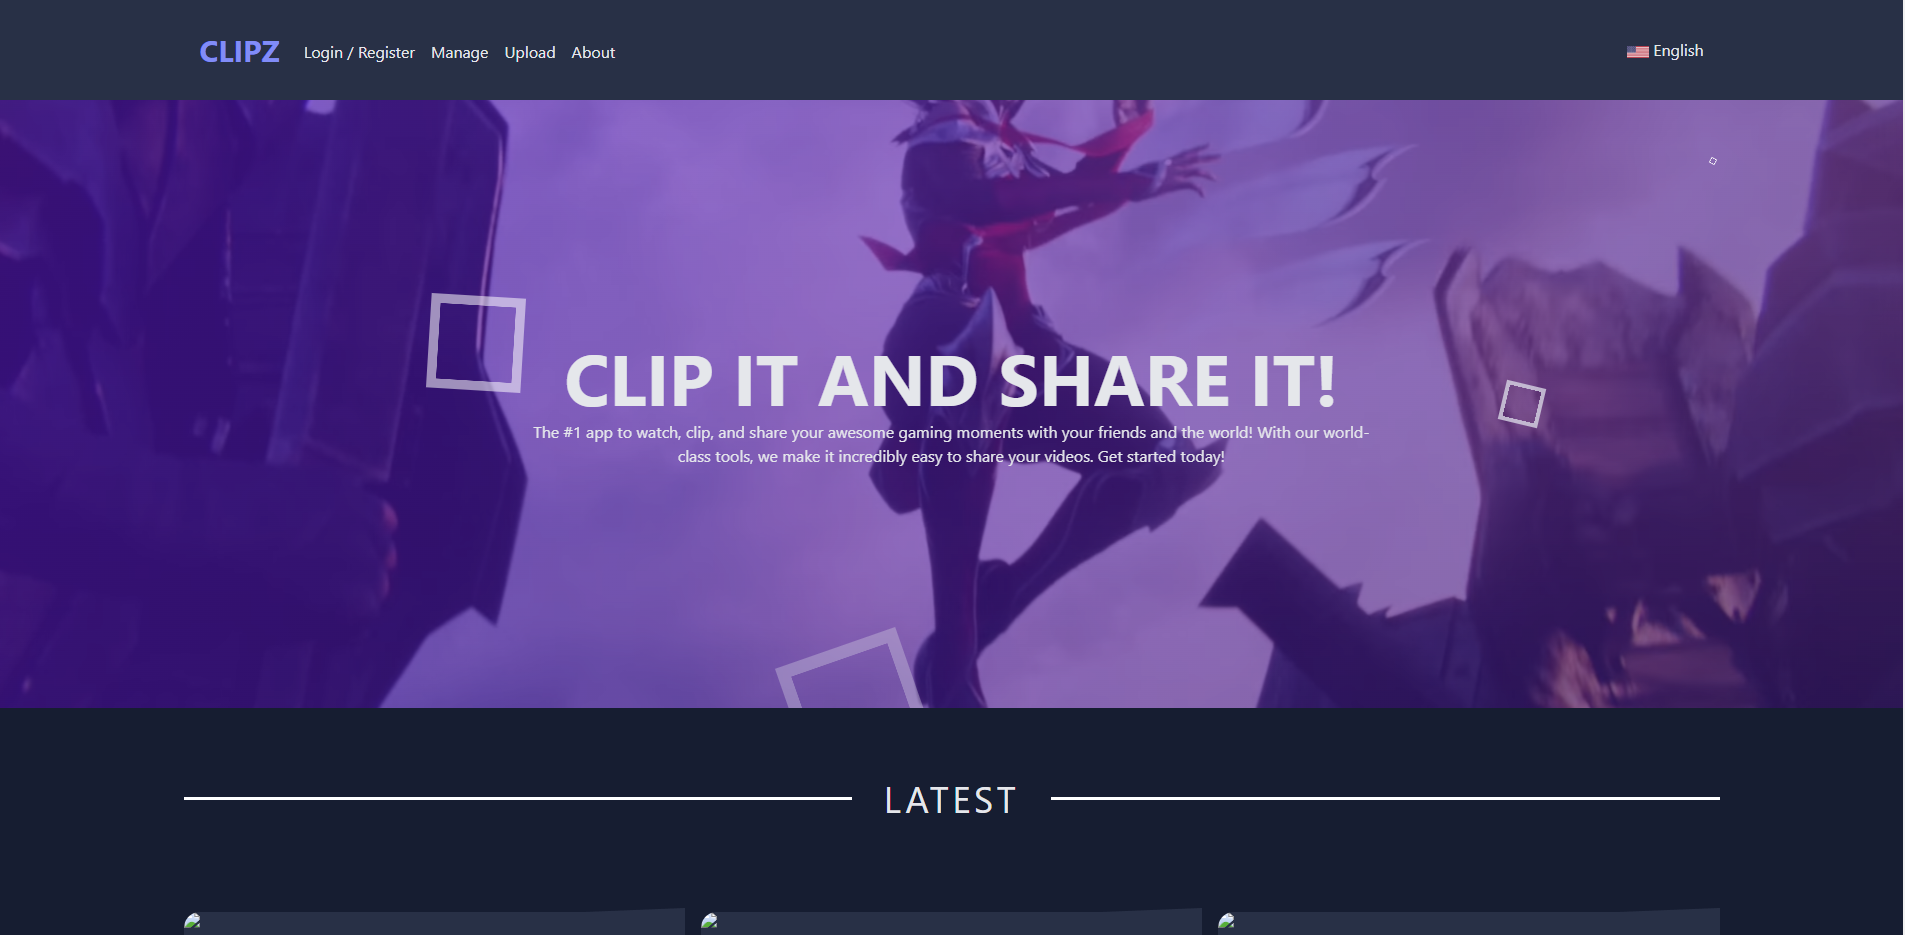 CLIPZ Login / Register Manage Upload About English
CLIP IT AND SHARE IT!
The #1 app to watch, clip, and share your awesome gaming moments with your friends and the world! With our world-
class tools, we make it incredibly easy to share your videos. Get started today!
LATEST